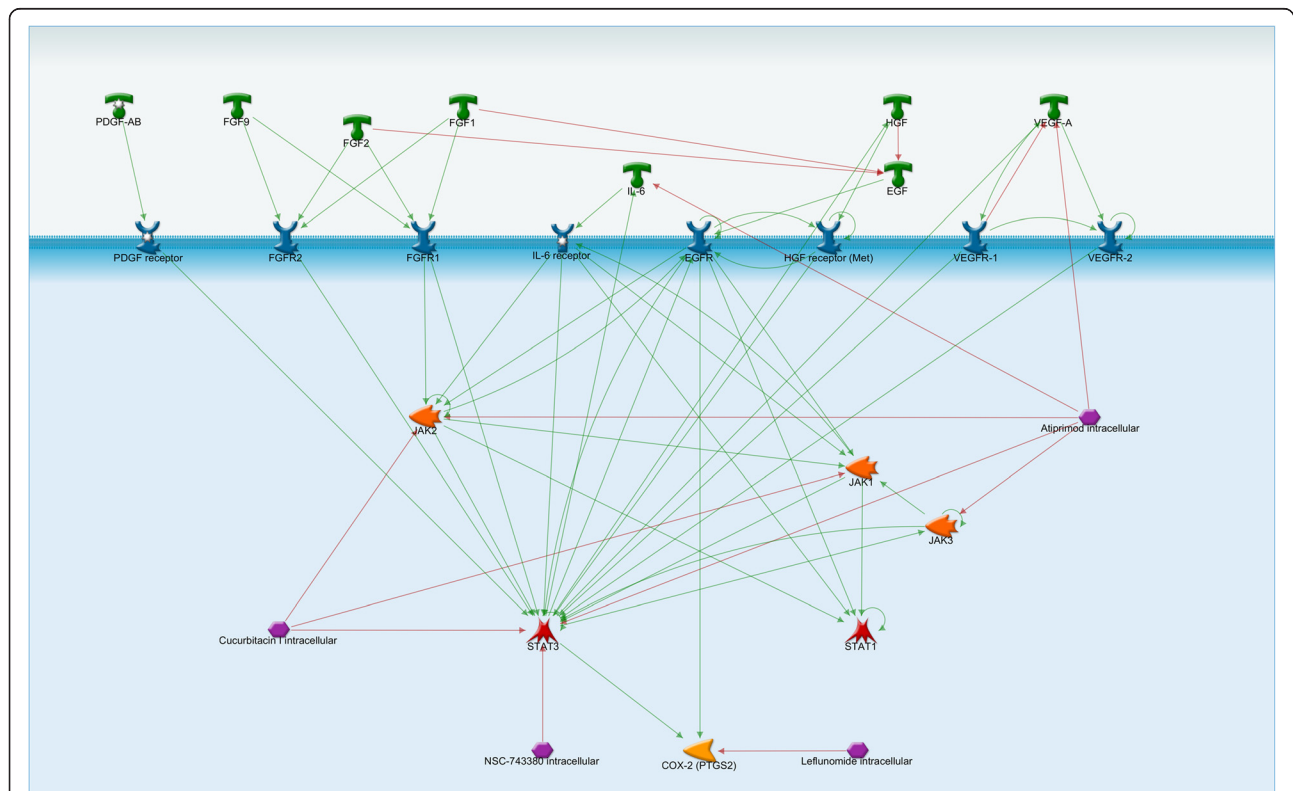 PDGF-AB
FGF9
FGF2
FGF1
HGF
VEGF-A
IL-6
EGF
PDGF receptor
FGFR2
FGFR1
IL-6 receptor
EGFR
HGF receptor (Met)
VEGFR-1
VEGFR-2
JAK2
Atiprimod intracellular
JAK1
JAK3
Cucurbitacin I intracellular
STAT3
STAT1
NSC-743380 intracellular
COX-2 (PTGS2)
Leflunomide intracellular